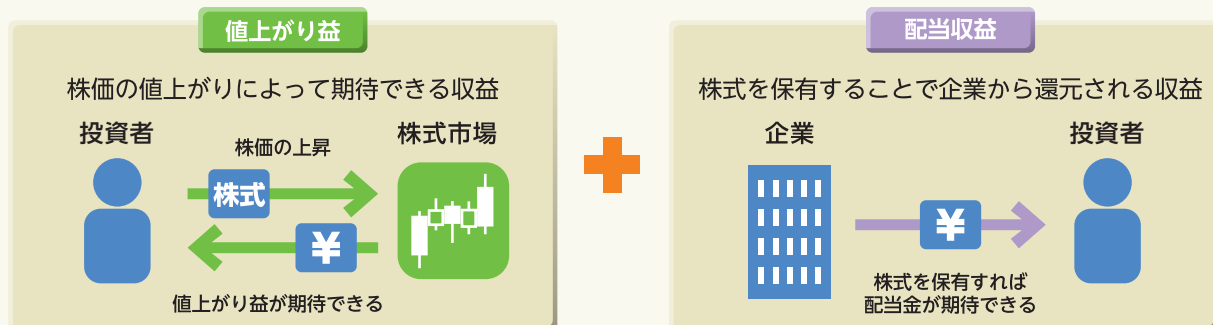 値上がり益
株価の値上がりによって期待できる収益
投資者
株価の上昇
株式市場
株式
¥
値上がり益が期待できる
配当収益
株式を保有することで企業から還元される収益
企業
投資者
¥
株式を保有すれば
配当金が期待できる